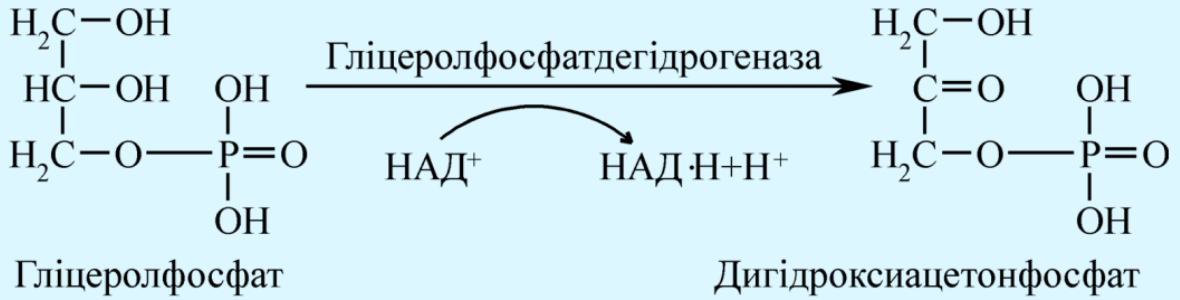 H₂C–OH
HC–OH OH
H₂C–O–P=O
OH
Гліцеролфосфат
Гліцеролфосфатдегідрогеназа
НАД⁺ НАД·Н+Н⁺
H₂C–OH
C=O OH
H₂C–O–P=O
OH
Дигідроксиацетонфосфат